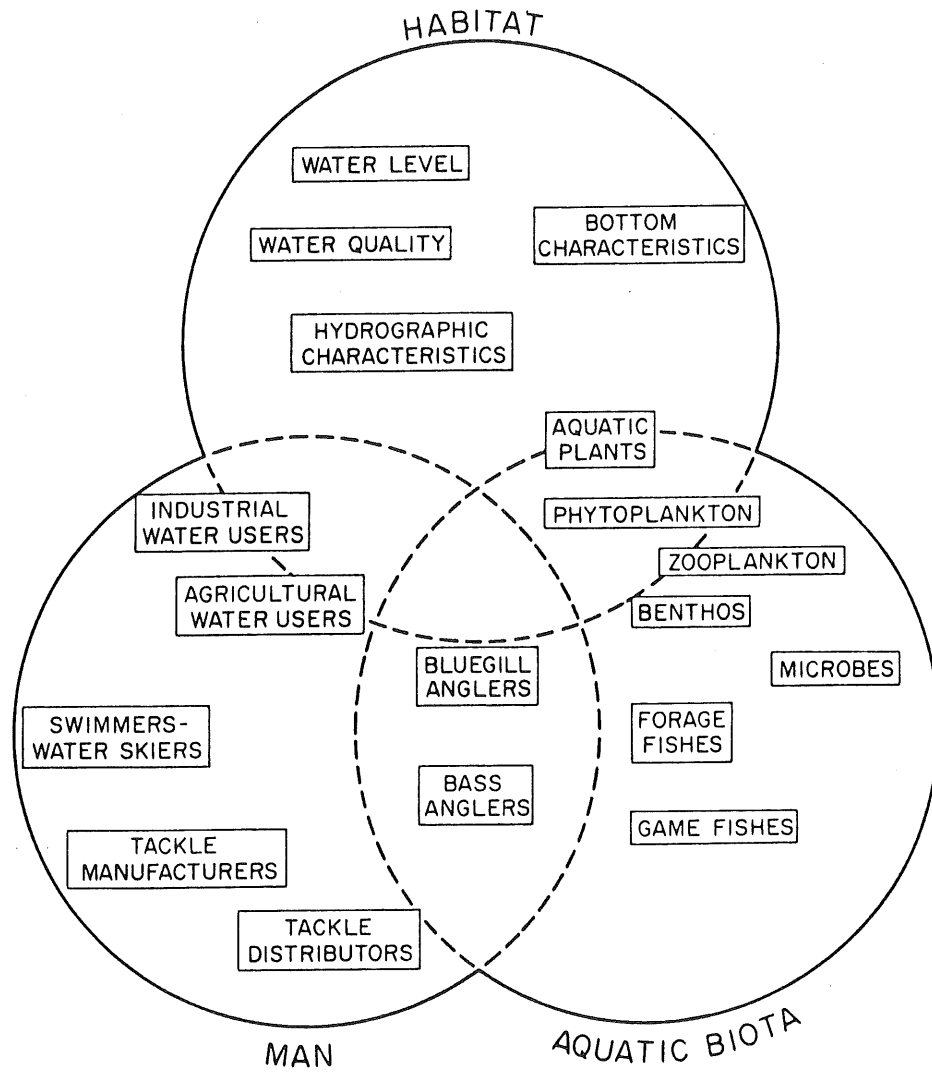 HABITAT
WATER LEVEL
BOTTOM
CHARACTERISTICS
WATER QUALITY
HYDROGRAPHIC
CHARACTERISTICS
AQUATIC
PLANTS
INDUSTRIAL
WATER USERS
PHYTOPLANKTON
ZOOPLANKTON
AGRICULTURAL
WATER USERS
BENTHOS
BLUEGILL
ANGLERS
MICROBES
SWIMMERS-
WATER SKIERS
FORAGE
FISHES
BASS
ANGLERS
GAME FISHES
TACKLE
MANUFACTURERS
TACKLE
DISTRIBUTORS
MAN
AQUATIC BIOTA